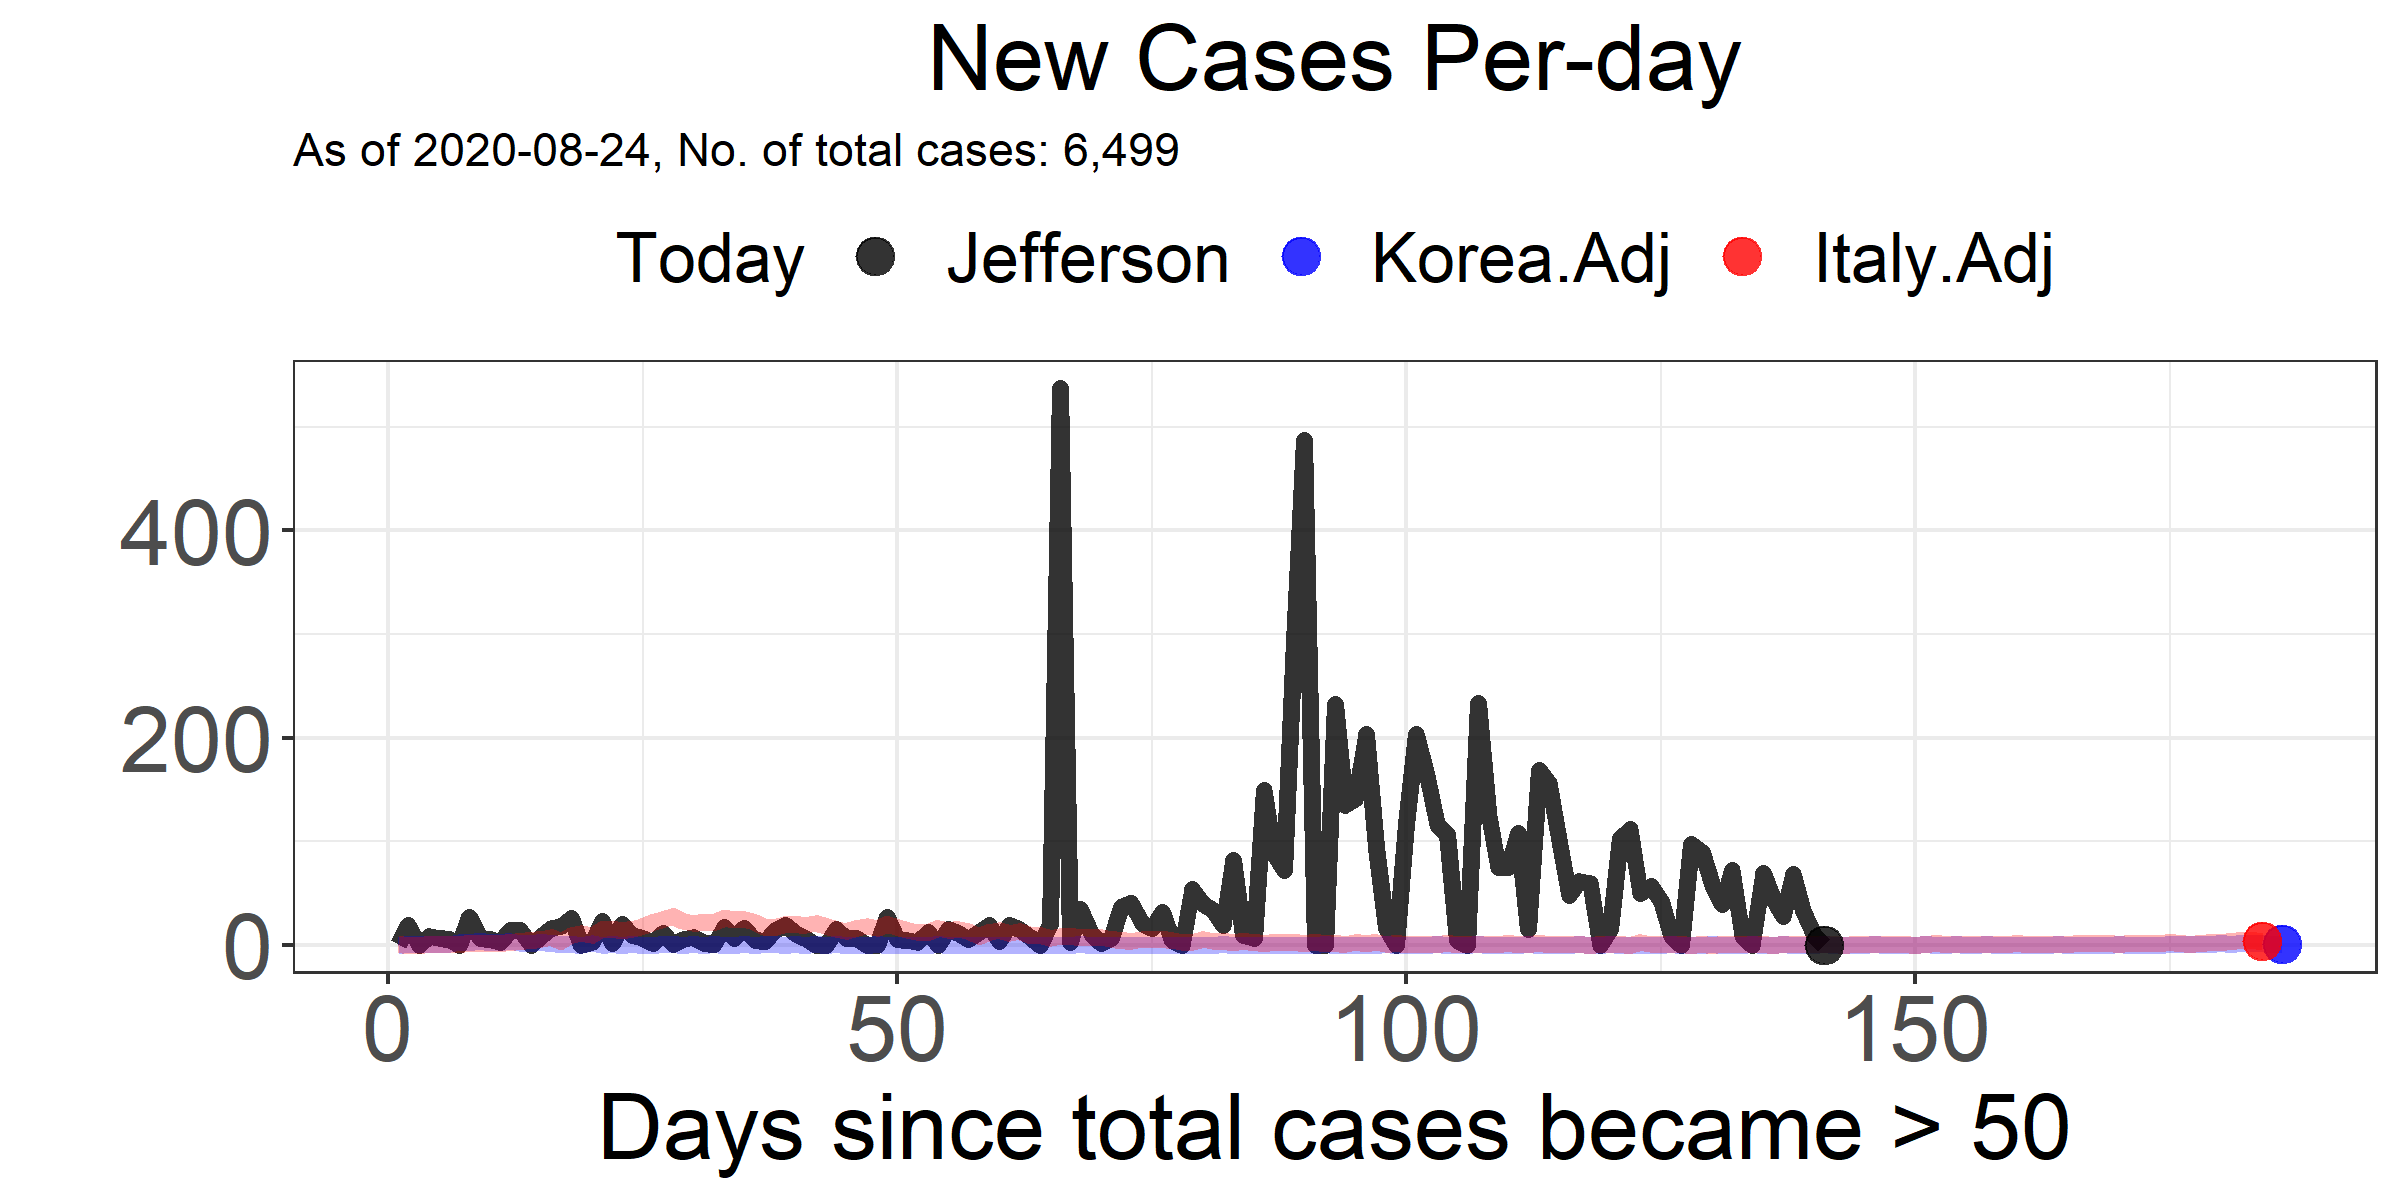 New Cases Per-day
As of 2020-08-24, No. of total cases: 6,499
Today Jefferson Korea.Adj Italy.Adj
400
200
0
0 50 100 150
Days since total cases became > 50